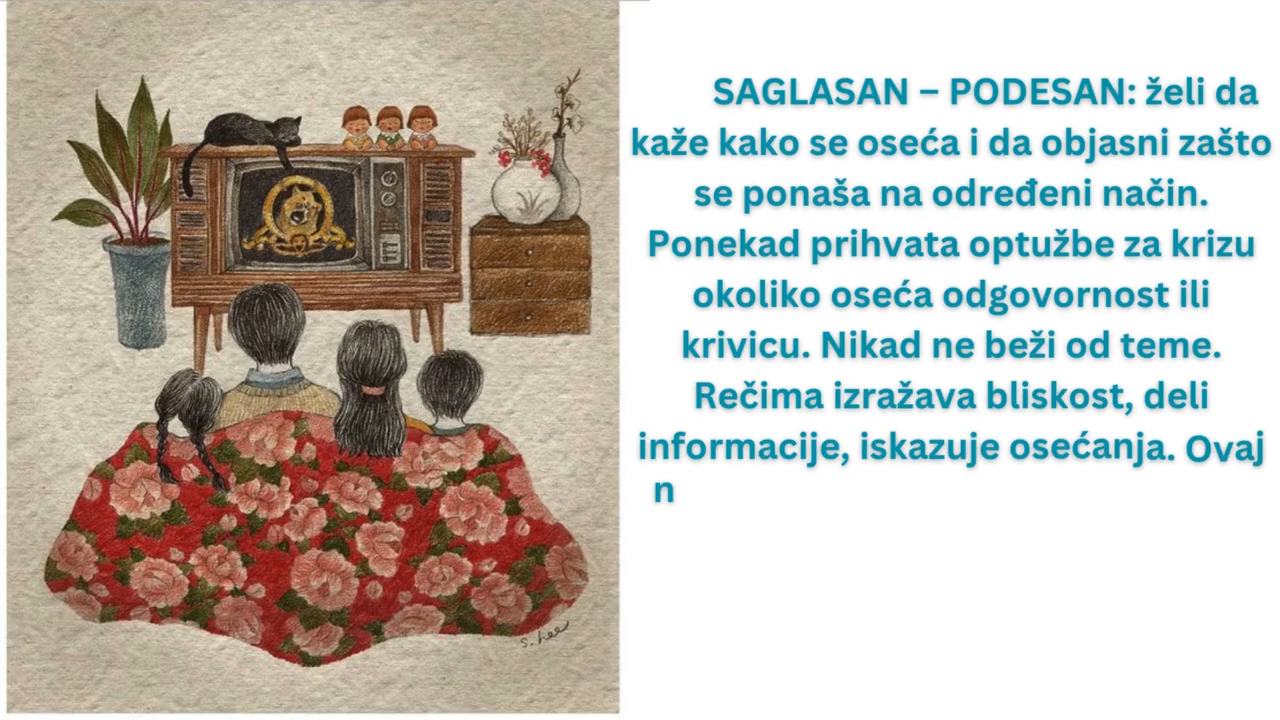 SAGLASAN – PODESAN: želi da
kaže kako se oseća i da objasni zašto
se ponaša na određeni način.
Ponekad prihvata optužbe za krizu
okoliko oseća odgovornost ili
krivicu. Nikad ne beži od teme.
Rečima izražava bliskost, deli
informacije, iskazuje osećanja. Ovaj
n
s. Lee